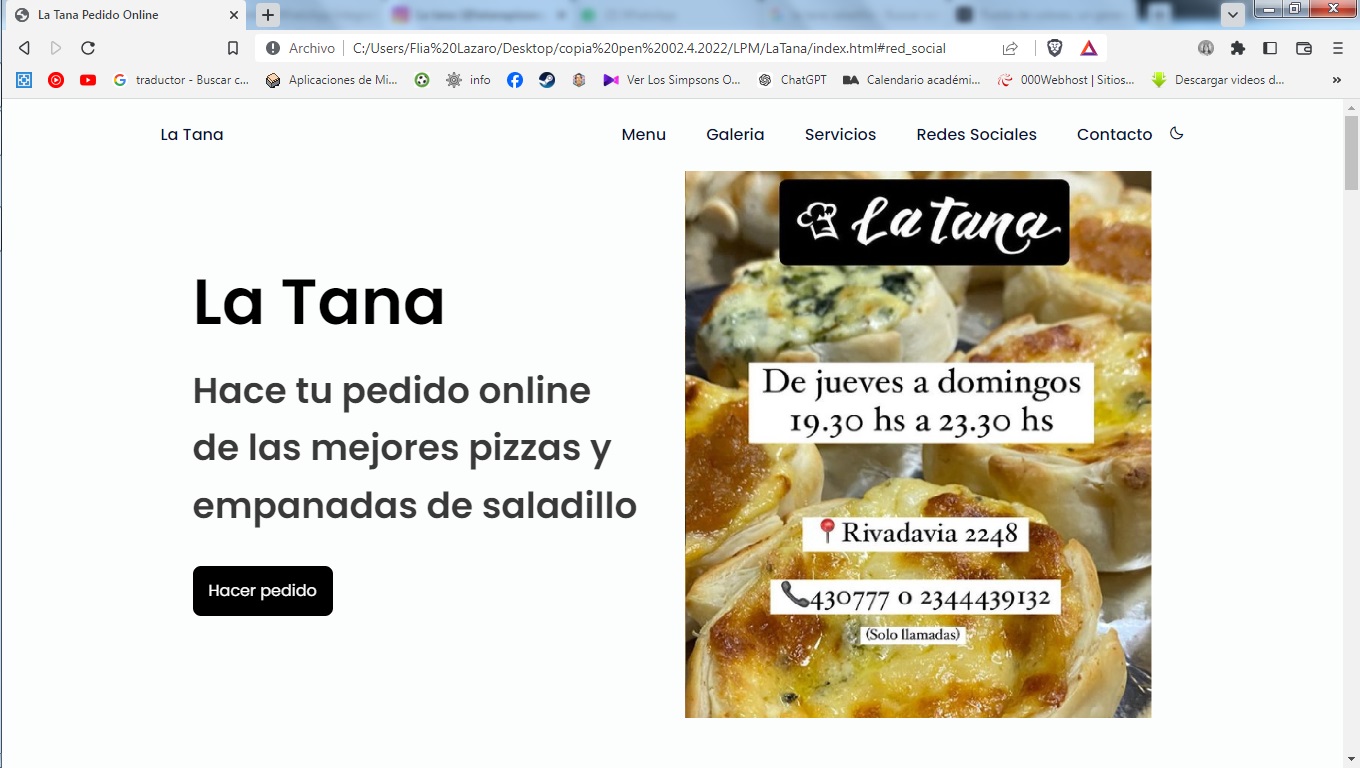 La Tana Pedido Online
Archivo
C:/Users/Flia%20Lazaro/Desktop/copia%20pen%2002.4.2022/LPM/LaTana/index.html#red_social
traductor - Buscar c...
Aplicaciones de Mi...
info
Ver Los Simpsons O...
ChatGPT
Calendario académi...
000Webhost | Sitios...
Descargar videos d...
La Tana
Menu
Galeria
Servicios
Redes Sociales
Contacto
La Tana
Hace tu pedido online
de las mejores pizzas y
empanadas de saladillo
Hacer pedido
La Tana
De jueves a domingos
19.30 hs a 23.30 hs
Rivadavia 2248
430777 o 2344439132
(Solo llamadas)